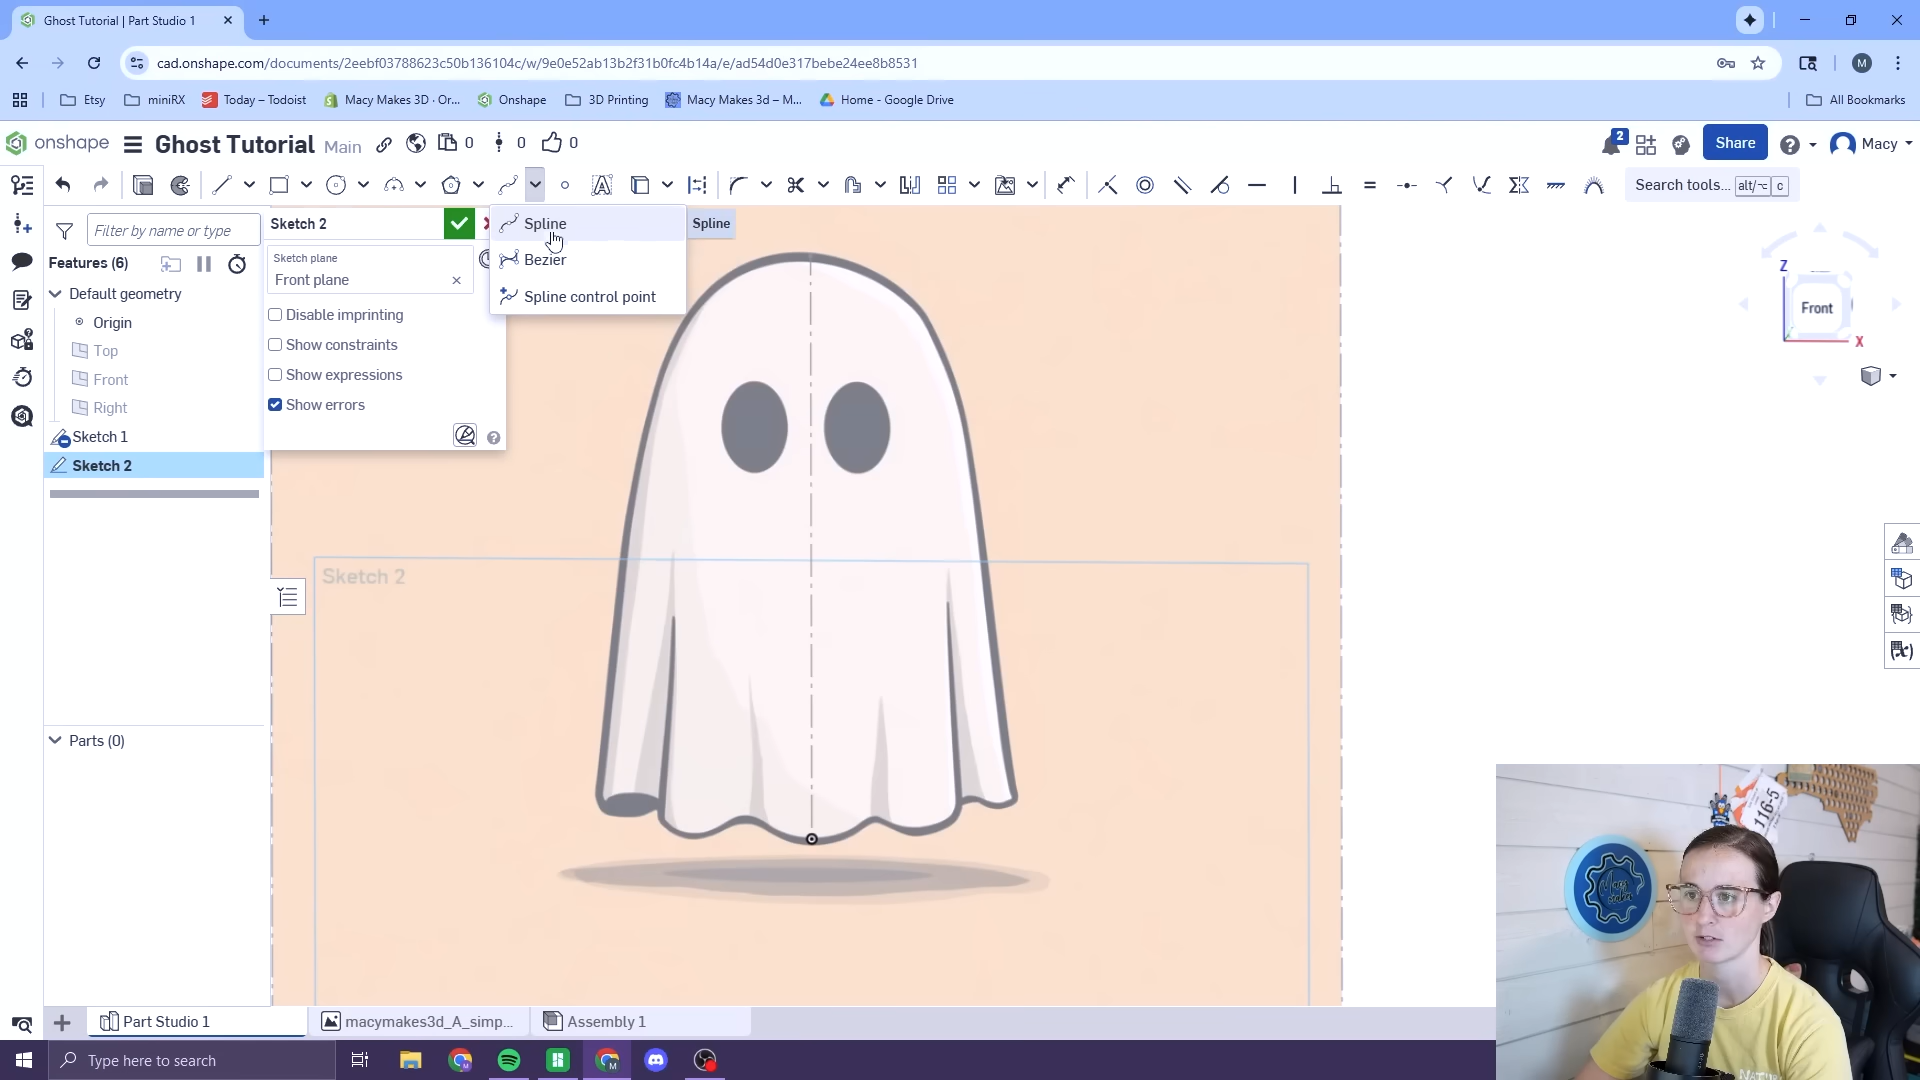 Ghost Tutorial | Part Studio 1
cad.onshape.com/documents/2eebf03788623c50b136104c/w/9e0e52ab13b2f31b0fc4b14a/e/ad54d0e317bebe24ee8b8531
M
Etsy
miniRX
Today – Todoist
Macy Makes 3D · Or...
Onshape
3D Printing
Macy Makes 3d – M...
Home - Google Drive
All Bookmarks
onshape
Ghost Tutorial
Main
0
0
0
2
Share
Macy
Search tools...
alt/⌥
c
Filter by name or type
Features (6)
Default geometry
Origin
Top
Front
Right
Sketch 1
Sketch 2
Parts (0)
Sketch 2
Sketch plane
Front plane
Disable imprinting
Show constraints
Show expressions
Show errors
Spline
Bezier
Spline control point
Spline
Sketch 2
Z
Front
X
116-5
Part Studio 1
macymakes3d_A_simp...
Assembly 1
Type here to search